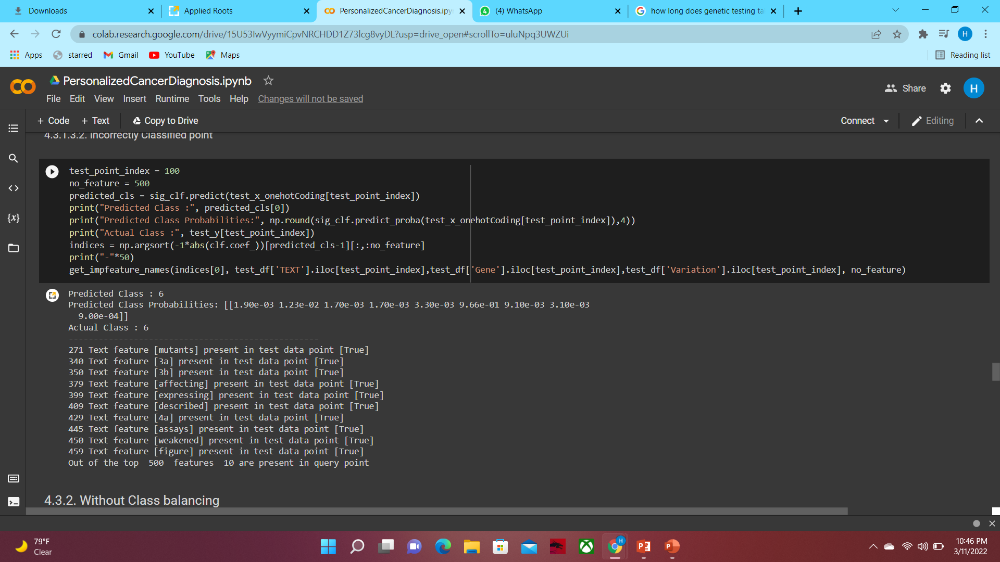 Downloads
Applied Roots
PersonalizedCancerDiagnosis.ipy
(4) WhatsApp
how long does genetic testing ta
colab.research.google.com/drive/15U53IwVyymiCpvNRCHDD1Z73lcg8vyDL?usp=drive_open#scrollTo=uluNpq3UWZUi
H
Apps
starred
Gmail
YouTube
Maps
Reading list
PersonalizedCancerDiagnosis.ipynb
File Edit View Insert Runtime Tools Help Changes will not be saved
Share
H
+ Code + Text Copy to Drive
Connect
Editing
4.3.1.3.2. Incorrectly Classified point
test_point_index = 100
no_feature = 500
predicted_cls = sig_clf.predict(test_x_onehotCoding[test_point_index])
print("Predicted Class :", predicted_cls[0])
print("Predicted Class Probabilities:", np.round(sig_clf.predict_proba(test_x_onehotCoding[test_point_index]),4))
print("Actual Class :", test_y[test_point_index])
indices = np.argsort(-1*abs(clf.coef_))[predicted_cls-1][:,:no_feature]
print("-"*50)
get_impfeature_names(indices[0], test_df['TEXT'].iloc[test_point_index],test_df['Gene'].iloc[test_point_index],test_df['Variation'].iloc[test_point_index], no_feature)
Predicted Class : 6
Predicted Class Probabilities: [[1.90e-03 1.23e-02 1.70e-03 1.70e-03 3.30e-03 9.66e-01 9.10e-03 3.10e-03
9.00e-04]]
Actual Class : 6
--------------------------------------------------
271 Text feature [mutants] present in test data point [True]
340 Text feature [3a] present in test data point [True]
350 Text feature [3b] present in test data point [True]
379 Text feature [affecting] present in test data point [True]
399 Text feature [expressing] present in test data point [True]
409 Text feature [described] present in test data point [True]
429 Text feature [4a] present in test data point [True]
445 Text feature [assays] present in test data point [True]
450 Text feature [weakened] present in test data point [True]
459 Text feature [figure] present in test data point [True]
Out of the top  500  features  10 are present in query point
4.3.2. Without Class balancing
79°F
Clear
10:46 PM
3/11/2022